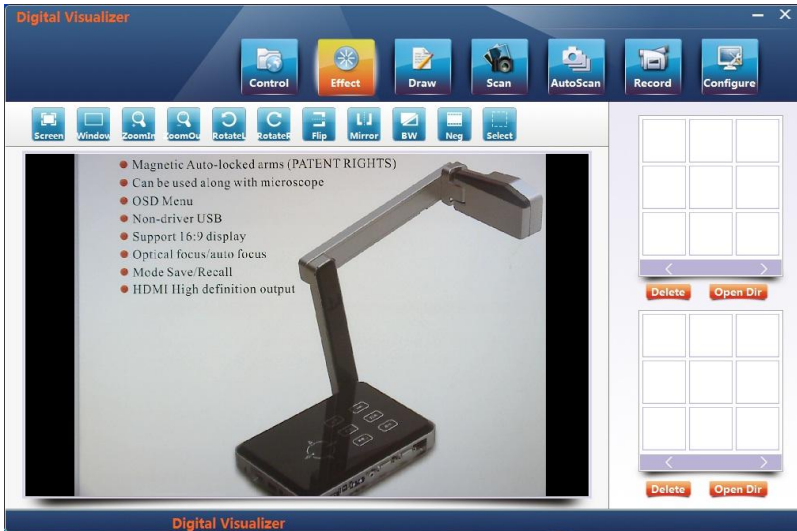 Digital Visualizer
Control
Effect
Draw
Scan
AutoScan
Record
Configure
Screen
Window
ZoomIn
ZoomOu
RotateL
RotateR
Flip
Mirror
BW
Neg
Select
Magnetic Auto-locked arms (PATENT RIGHTS)
Can be used along with microscope
OSD Menu
Non-driver USB
Support 16:9 display
Optical focus/auto focus
Mode Save/Recall
HDMI High definition output
Delete
Open Dir
Delete
Open Dir
Digital Visualizer